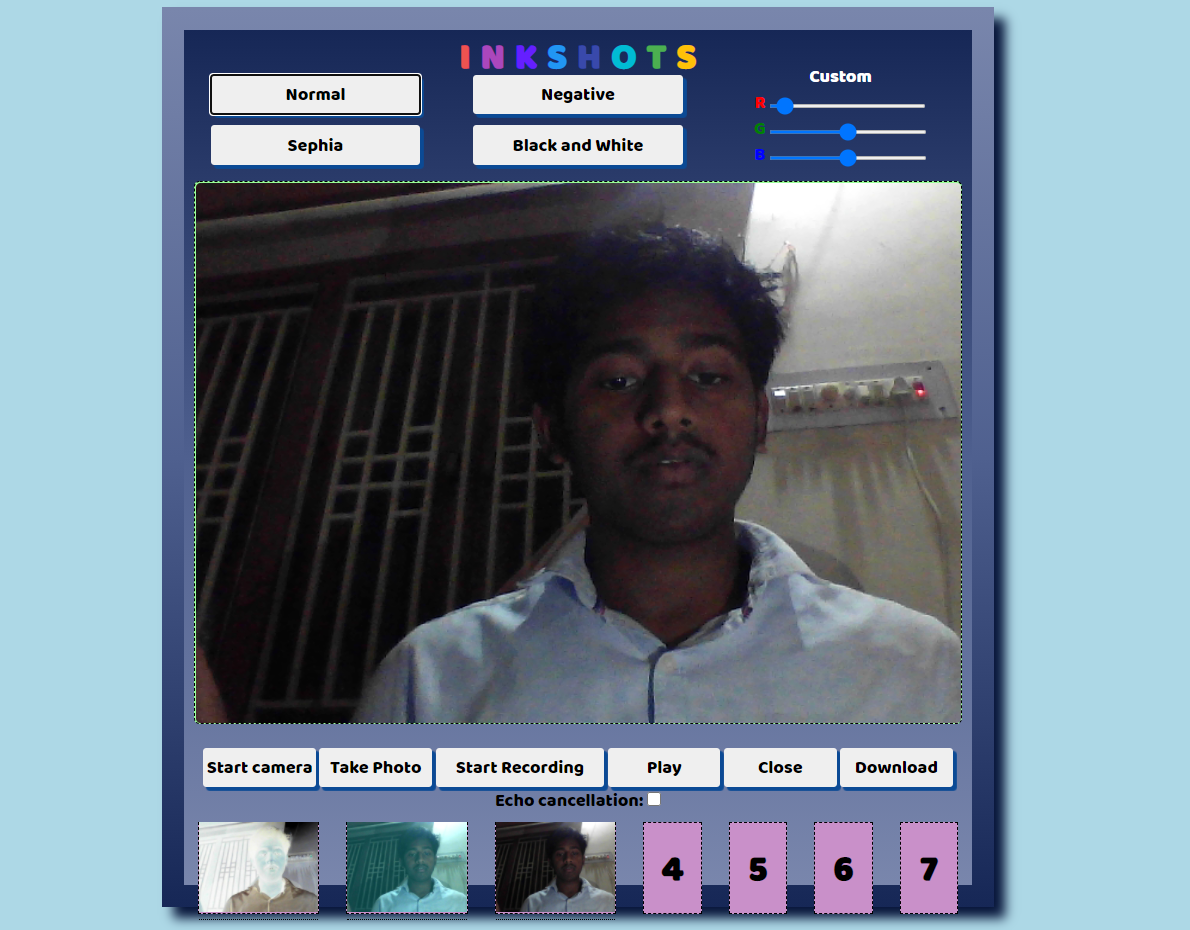 INKSHOTS
Normal
Negative
Custom
R
G
B
Sephia
Black and White
Start camera
Take Photo
Start Recording
Play
Close
Download
Echo cancellation:
4
5
6
7